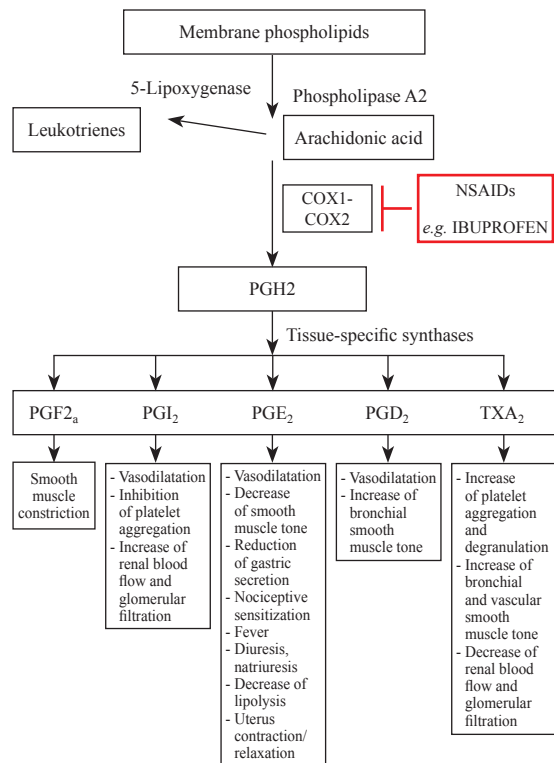 Membrane phospholipids
5-Lipoxygenase
Phospholipase A2
Leukotrienes
Arachidonic acid
COX1-
COX2
NSAIDs
e.g. IBUPROFEN
PGH2
Tissue-specific synthases
PGF2a
PGI2
PGE2
PGD2
TXA2
Smooth
muscle
constriction
- Vasodilatation
- Inhibition
of platelet
aggregation
- Increase of
renal blood
flow and
glomerular
filtration
- Vasodilatation
- Decrease
of smooth
muscle tone
- Reduction
of gastric
secretion
- Nociceptive
sensitization
- Fever
- Diuresis,
natriuresis
- Decrease of
lipolysis
- Uterus
contraction/
relaxation
- Vasodilatation
- Increase of
bronchial
smooth
muscle tone
- Increase
of platelet
aggregation
and
degranulation
- Increase of
bronchial
and vascular
smooth
muscle tone
- Decrease of
renal blood
flow and
glomerular
filtration